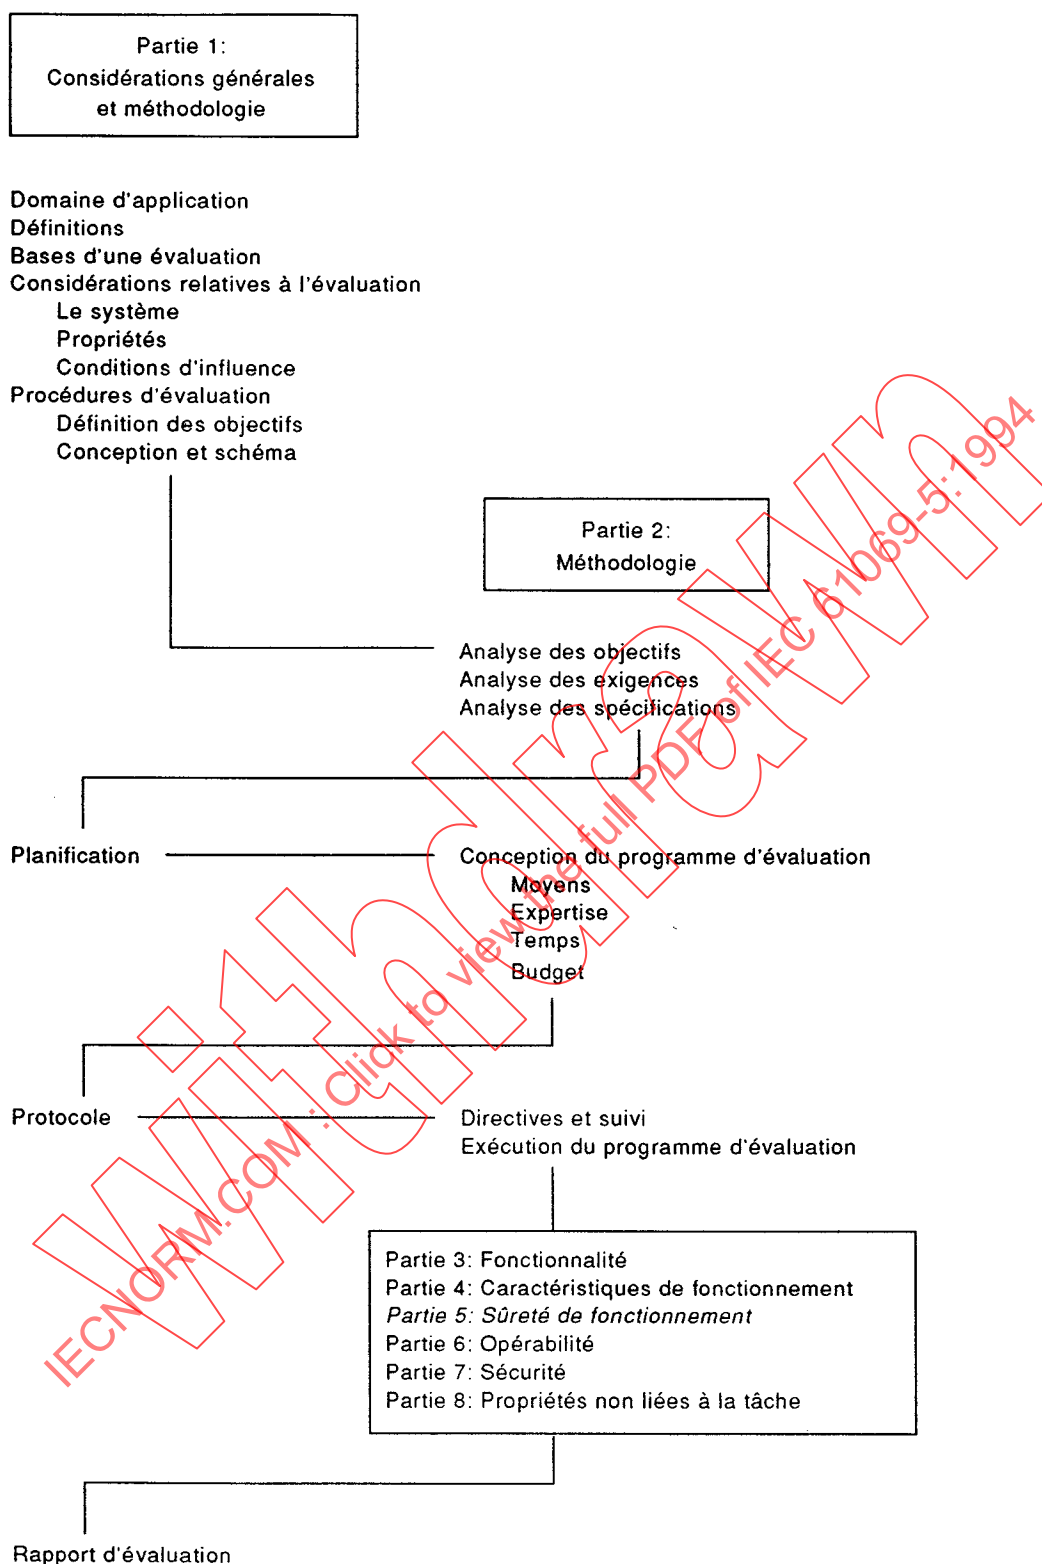 Partie 1:
Considérations générales
et méthodologie
Domaine d'application
Définitions
Bases d'une évaluation
Considérations relatives à l'évaluation
Le système
Propriétés
Conditions d'influence
Procédures d'évaluation
Définition des objectifs
Conception et schéma
Partie 2:
Méthodologie
Analyse des objectifs
Analyse des exigences
Analyse des spécifications
Planification
Conception du programme d'évaluation
Moyens
Expertise
Temps
Budget
Protocole
Directives et suivi
Exécution du programme d'évaluation
Partie 3: Fonctionnalité
Partie 4: Caractéristiques de fonctionnement
Partie 5: Sûreté de fonctionnement
Partie 6: Opérabilité
Partie 7: Sécurité
Partie 8: Propriétés non liées à la tâche
Rapport d'évaluation
Withdrawn
IECNORM.COM : Click to view the full PDF of IEC 61069-5:1994